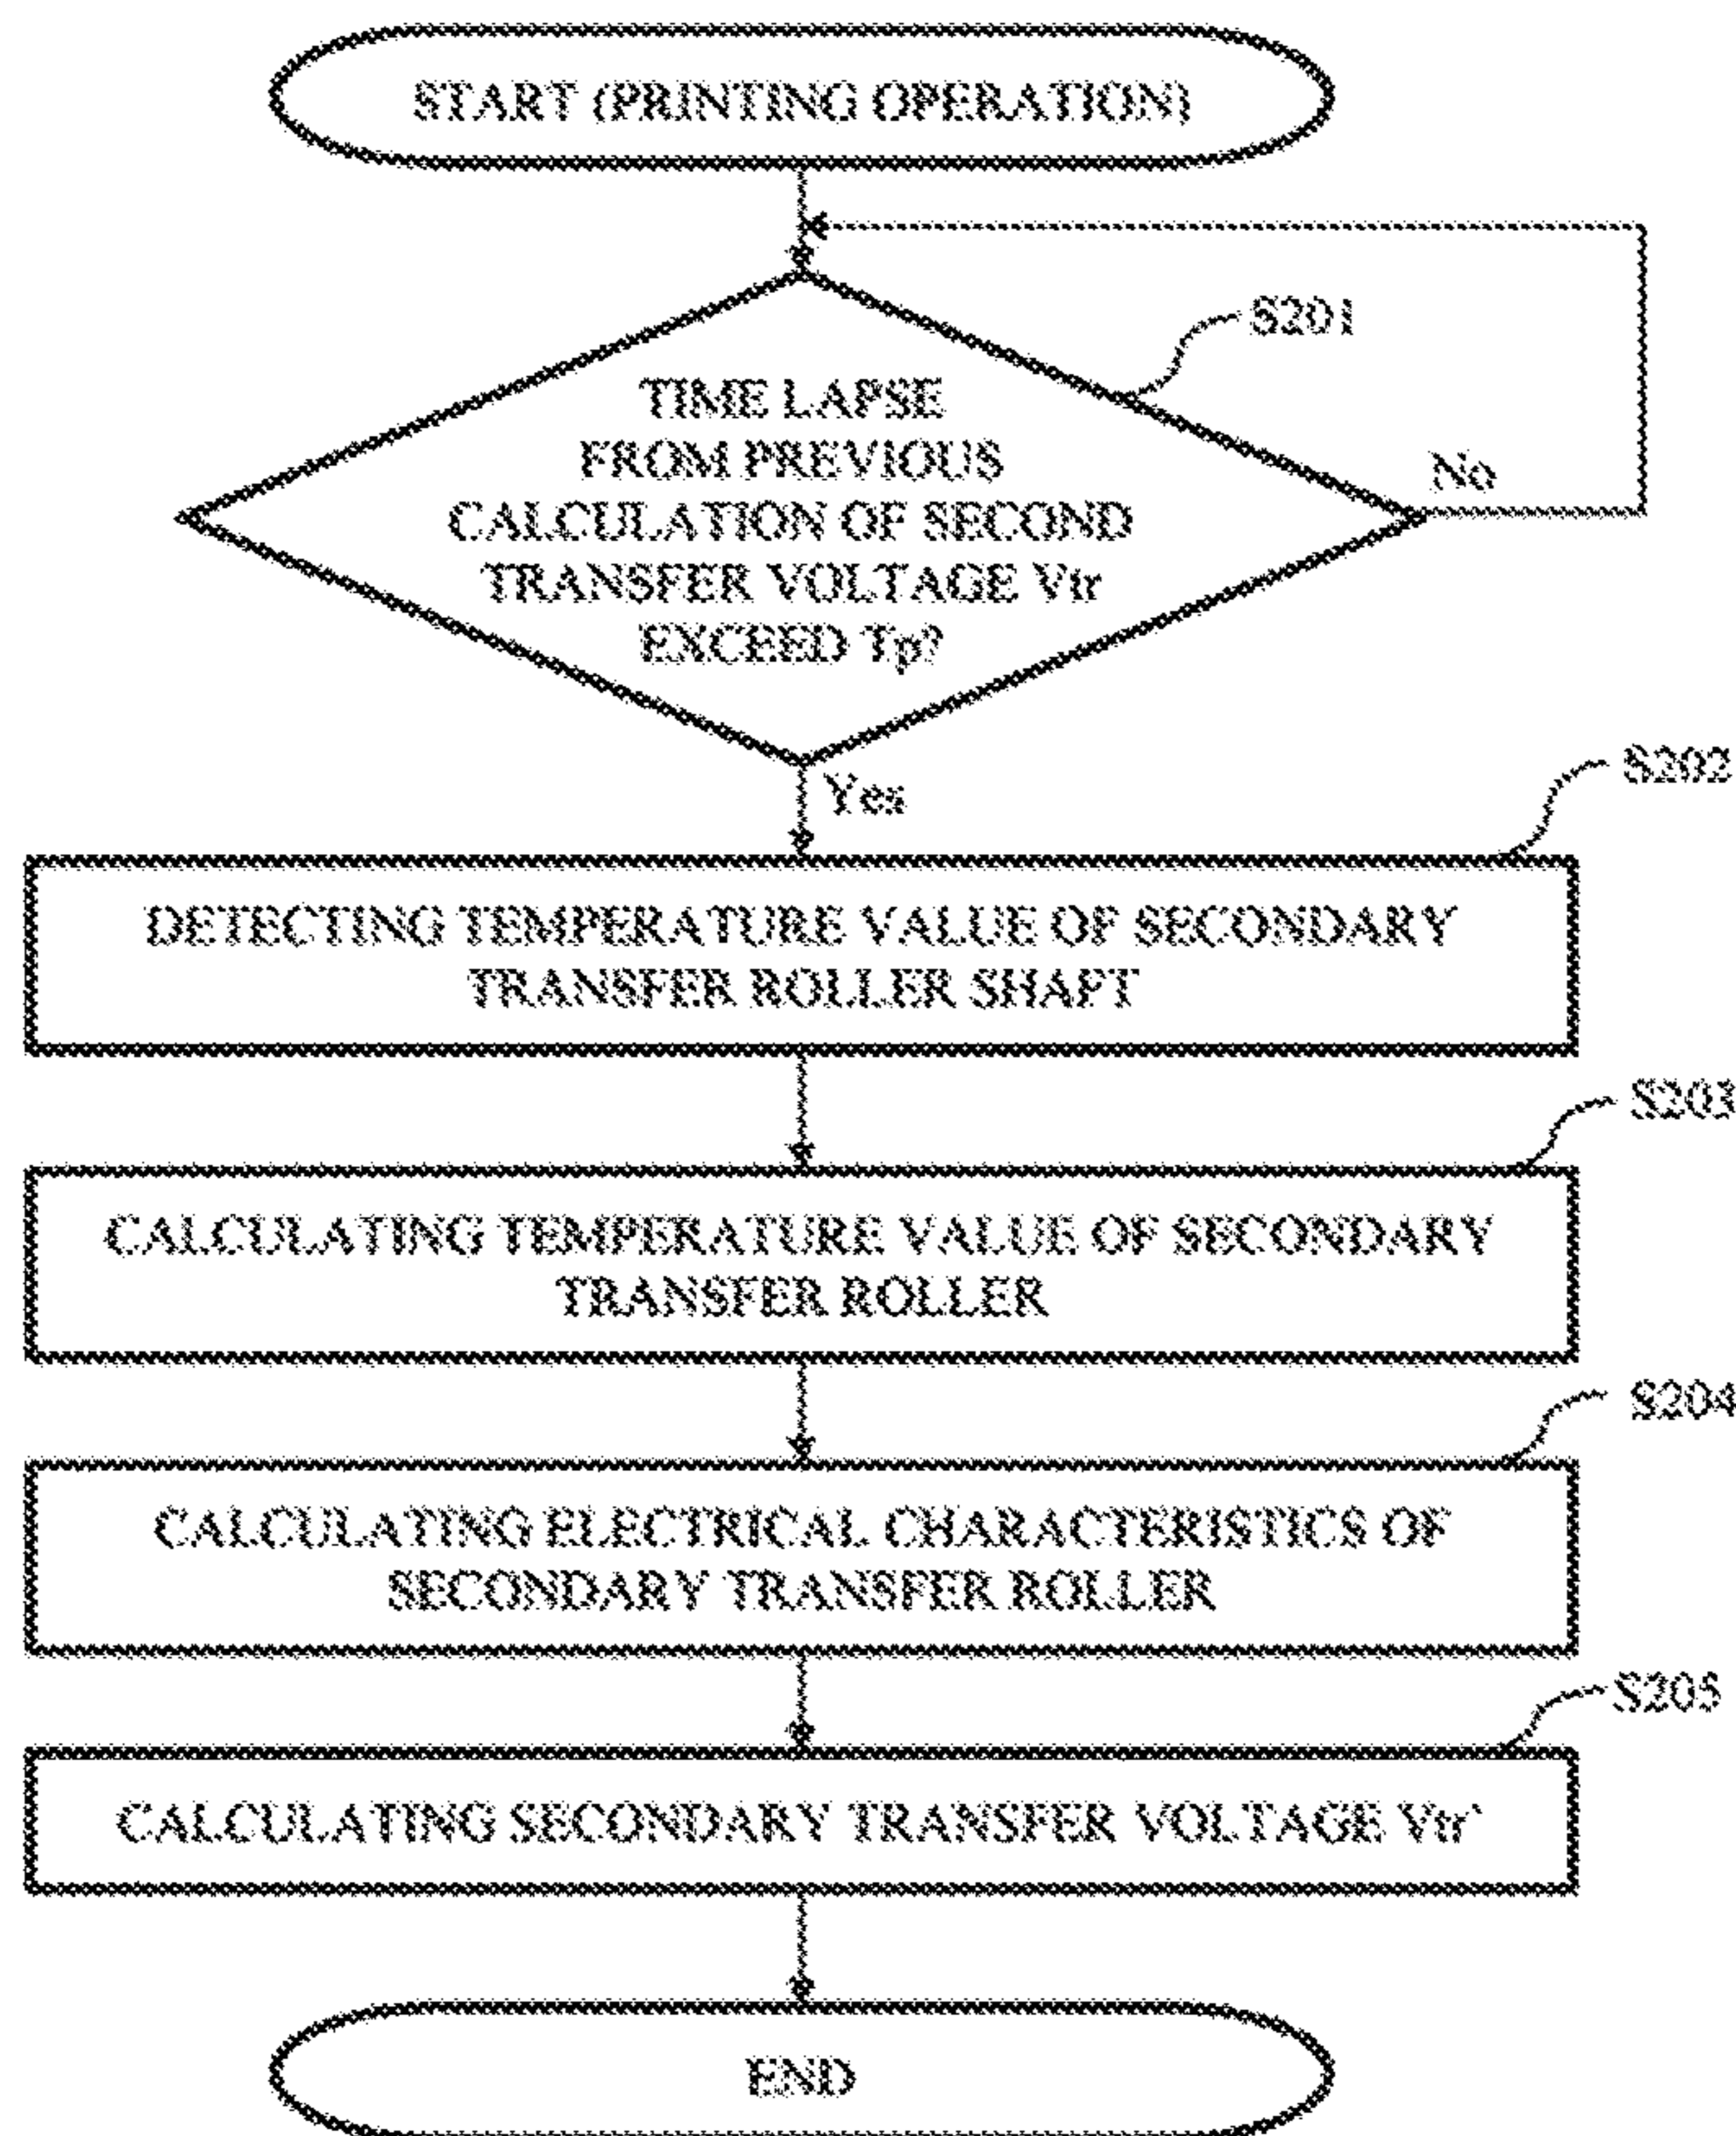 START (PRINTING OPERATION)
S201
TIME LAPSE
FROM PREVIOUS
CALCULATION OF SECOND
TRANSFER VOLTAGE Vtr
EXCEED Tp?
No
Yes
S202
DETECTING TEMPERATURE VALUE OF SECONDARY
TRANSFER ROLLER SHAFT
S203
CALCULATING TEMPERATURE VALUE OF SECONDARY
TRANSFER ROLLER
S204
CALCULATING ELECTRICAL CHARACTERISTICS OF
SECONDARY TRANSFER ROLLER
S205
CALCULATING SECONDARY TRANSFER VOLTAGE Vtr'
END